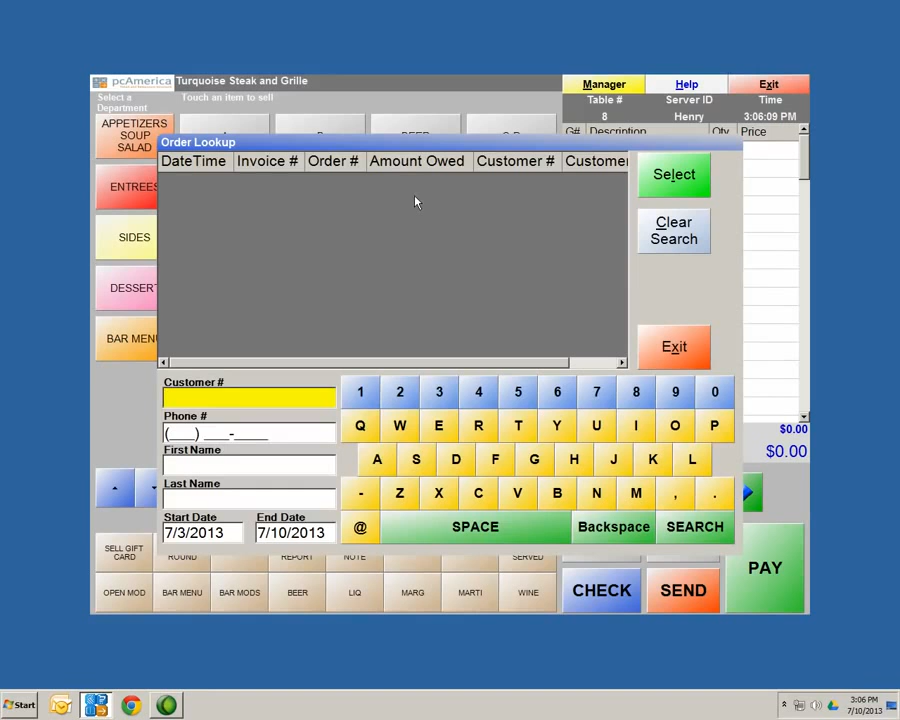 pcAmerica
Turquoise Steak and Grille
Manager
Help
Exit
Select a
Department
Touch an item to sell
Table #
Server ID
Time
8
Henry
3:06:09 PM
APPETIZERS
SOUP
SALAD
G# Description Qty Price
Order Lookup
DateTime Invoice # Order # Amount Owed Customer # Custome
Select
Clear
Search
Exit
ENTREES
SIDES
DESSERT
BAR MENU
Customer #
Phone #
(___) ___-____
First Name
Last Name
Start Date End Date
7/3/2013 7/10/2013
1 2 3 4 5 6 7 8 9 0
Q W E R T Y U I O P
A S D F G H J K L
- Z X C V B N M , .
@ SPACE Backspace SEARCH
$0.00
$0.00
SELL GIFT
CARD
ROUND
REPORT
NOTE
SERVED
OPEN MOD
BAR MENU
BAR MODS
BEER
LIQ
MARG
MARTI
WINE
CHECK
SEND
PAY
Start
3:06 PM
7/10/2013